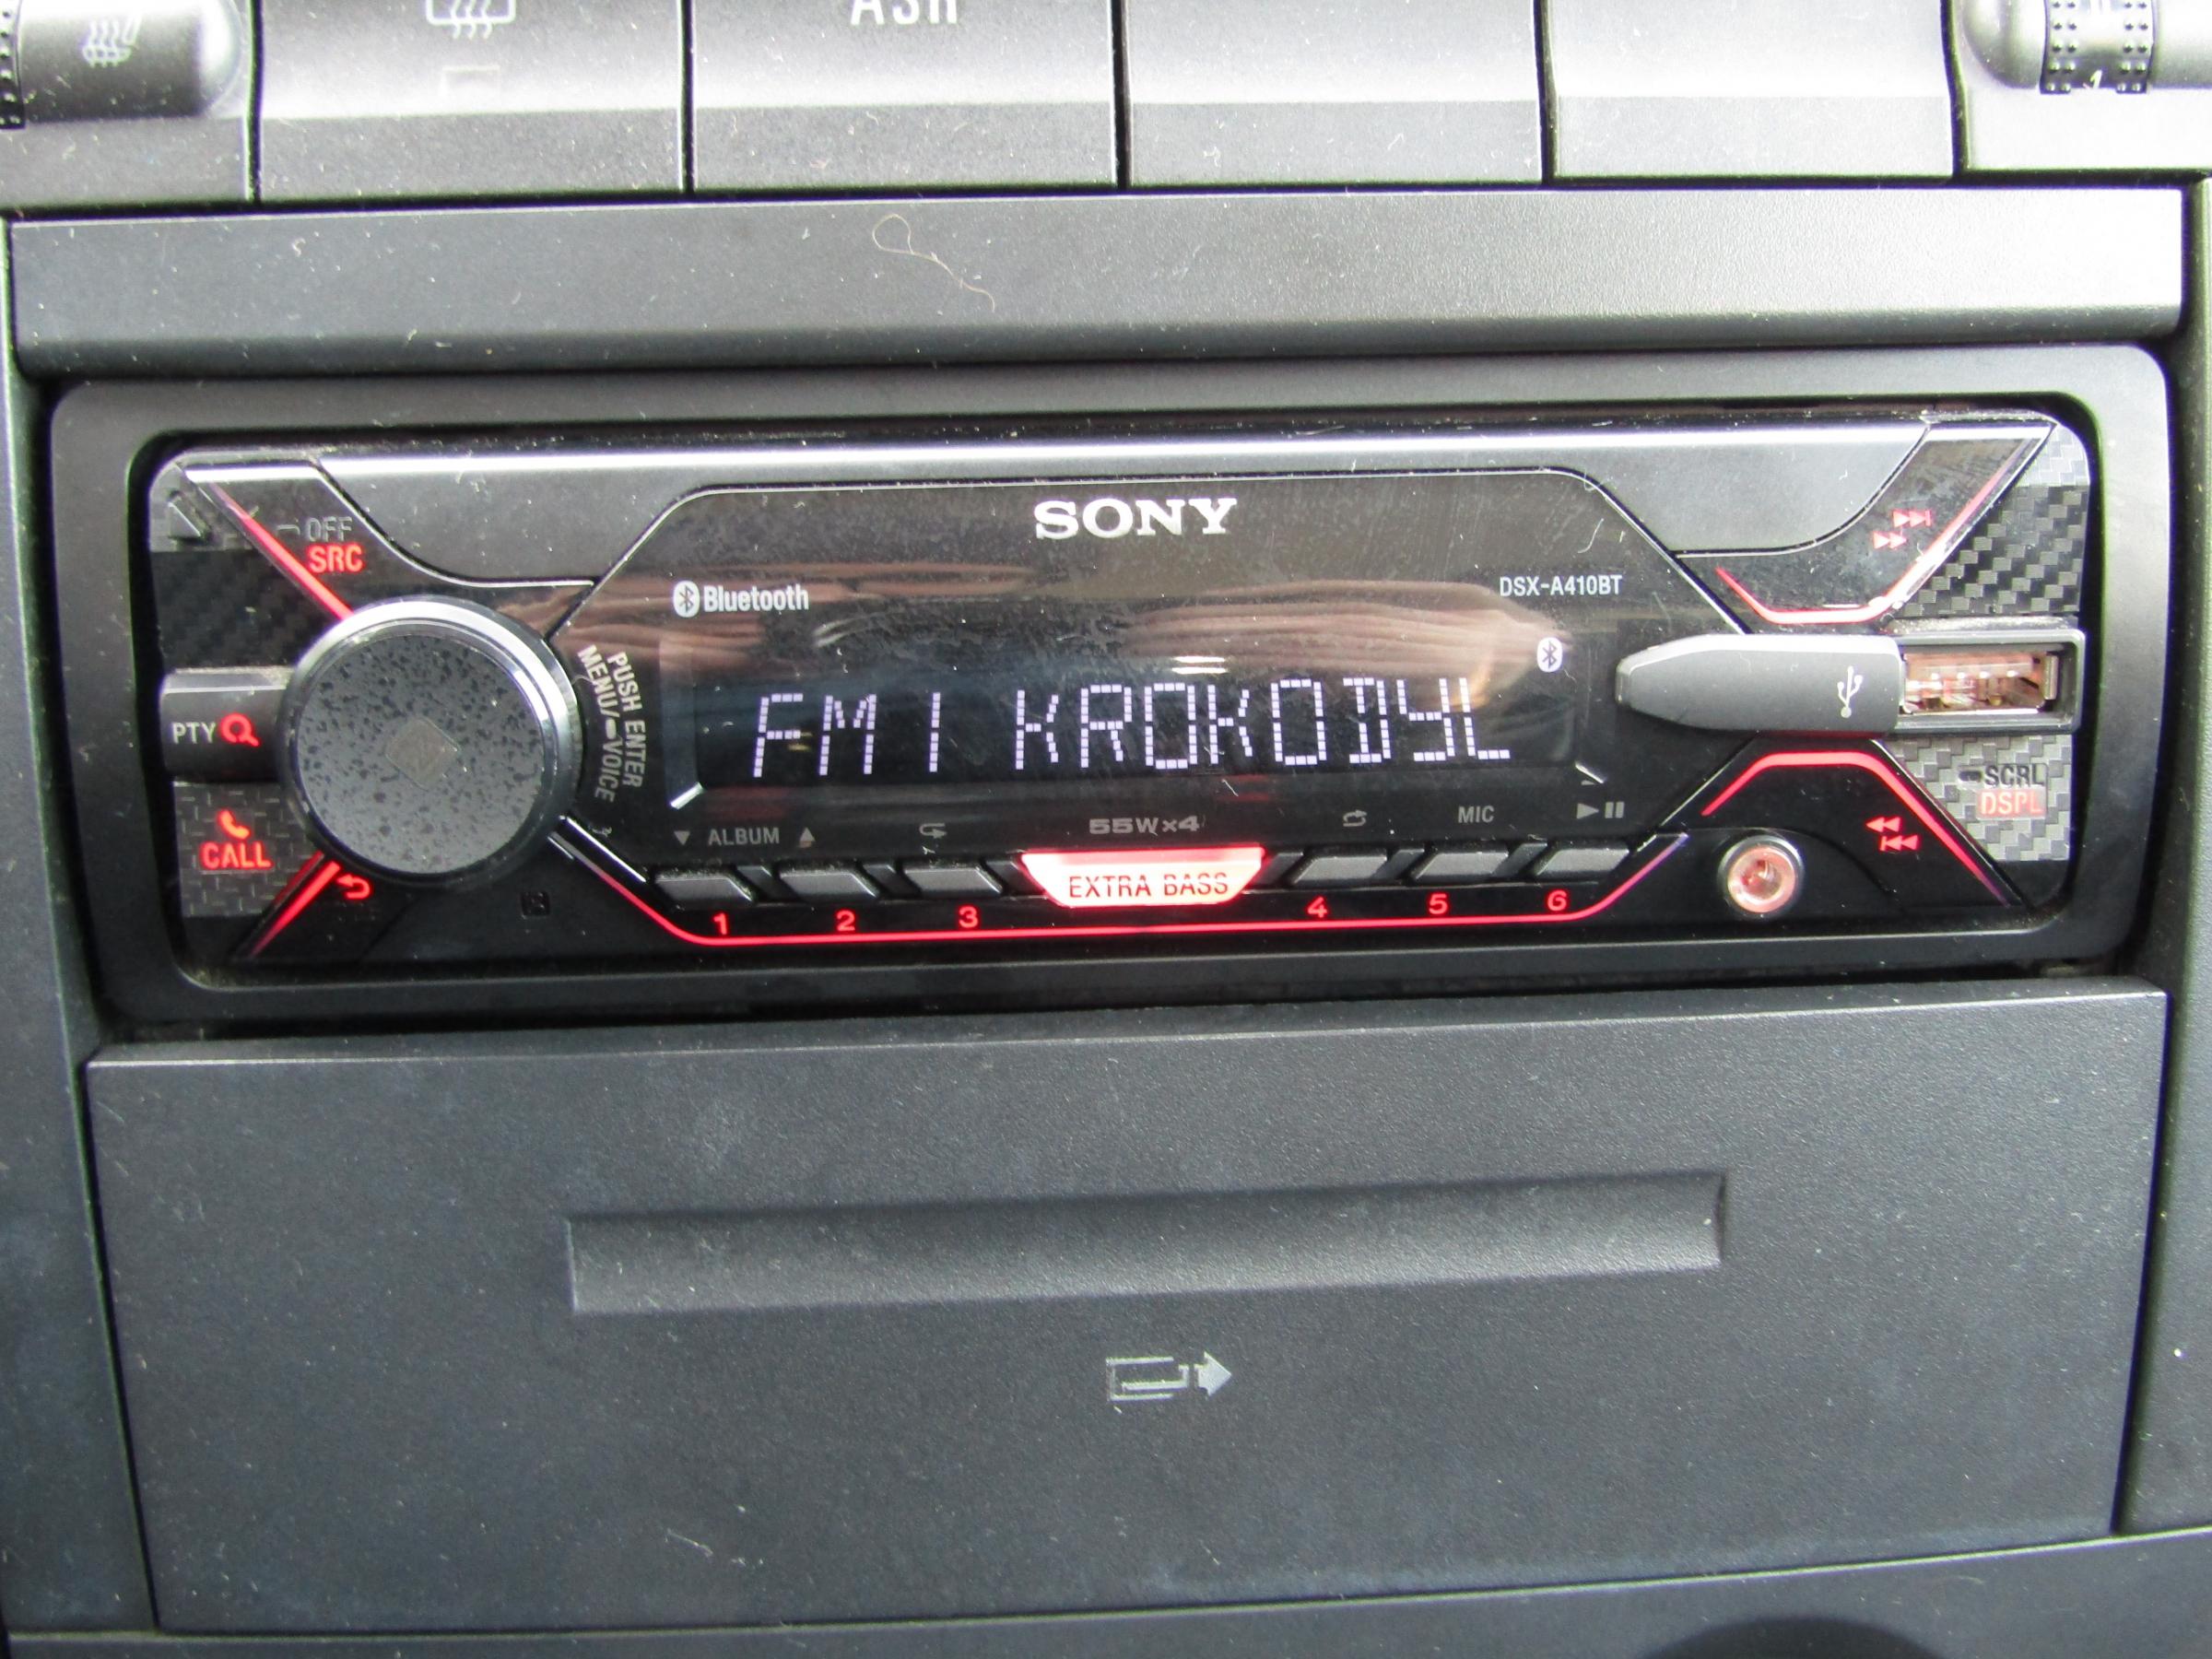 ASR
OFF
SRC
SONY
Bluetooth
DSX-A410BT
PUSH ENTER
MENU/ VOICE
PTY
FM1 KROKODYL
SCRL
DSPL
CALL
ALBUM
55W×4
MIC
EXTRA BASS
1 2 3 4 5 6